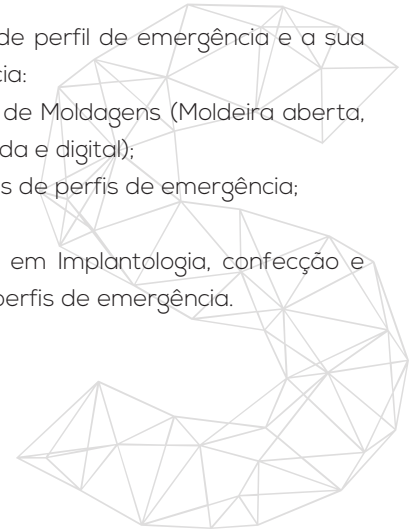 de perfil de emergência e a sua
cia:
de Moldagens (Moldeira aberta,
da e digital);
s de perfis de emergência;
em Implantologia, confecção e
perfis de emergência.